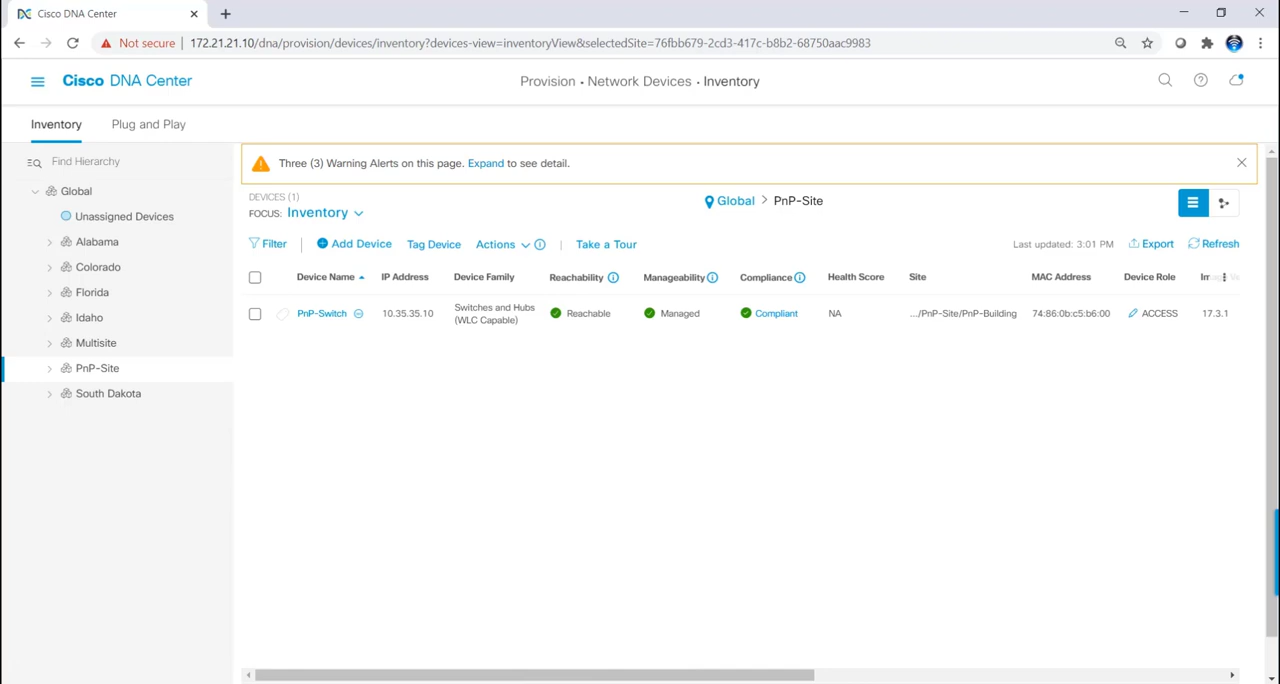 Cisco DNA Center
Not secure | 172.21.21.10/dna/provision/devices/inventory?devices-view=inventoryView&selectedSite=76fbb679-2cd3-417c-b8b2-68750aac9983
Cisco DNA Center
Provision • Network Devices • Inventory
Inventory Plug and Play
Find Hierarchy
Global
Unassigned Devices
Alabama
Colorado
Florida
Idaho
Multisite
PnP-Site
South Dakota
Three (3) Warning Alerts on this page. Expand to see detail.
DEVICES (1)
FOCUS: Inventory
Global > PnP-Site
Filter | Add Device Tag Device Actions | Take a Tour
Last updated: 3:01 PM Export Refresh
Device Name IP Address Device Family Reachability Manageability Compliance Health Score Site MAC Address Device Role
PnP-Switch 10.35.35.10 Switches and Hubs (WLC Capable) Reachable Managed Compliant NA .../PnP-Site/PnP-Building 74:86:0b:c5:b6:00 ACCESS 17.3.1